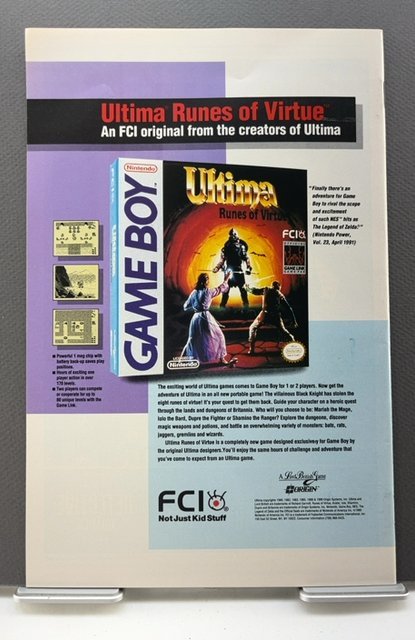 Ultima Runes of Virtue™
An FCI original from the creators of Ultima
Nintendo
GAME BOY
Ultima
Runes of Virtue
FCI
Nintendo
"Finally there's an
adventure for Game
Boy to rival the scope
and excitement
of such NES™ hits as
The Legend of Zelda!"
(Nintendo Power,
Vol. 23, April 1991)
■ Powerful 1 meg chip with
battery back-up saves play
positions.
■ Hours of exciting one
player action in over
■ Two players can compete
or cooperate for up to
unique levels with the
Game Link.
The exciting world of Ultima games comes to Game Boy for 1 or 2 players. Now get the
adventure of Ultima in an all new portable game! The villainous Black Knight has stolen the
eight runes of virtue! It's your quest to get them back. Guide your character on a heroic quest
through the lands and dungeons of Britannia. Who will you choose to be: Mariah the Mage,
Iolo the Bard, Dupre the Fighter or Shamino the Ranger? Explore the dungeons, discover
magic weapons and potions, and battle an overwhelming variety of monsters: bats, rats,
jaggers, gremlins and wizards.
Ultima Runes of Virtue is a completely new game designed exclusively for Game Boy by
the original Ultima designers. You'll enjoy the same hours of challenge and adventure that
you've come to expect from an Ultima game.
FCI
Not Just Kid Stuff
A Lord British Game
ORIGIN